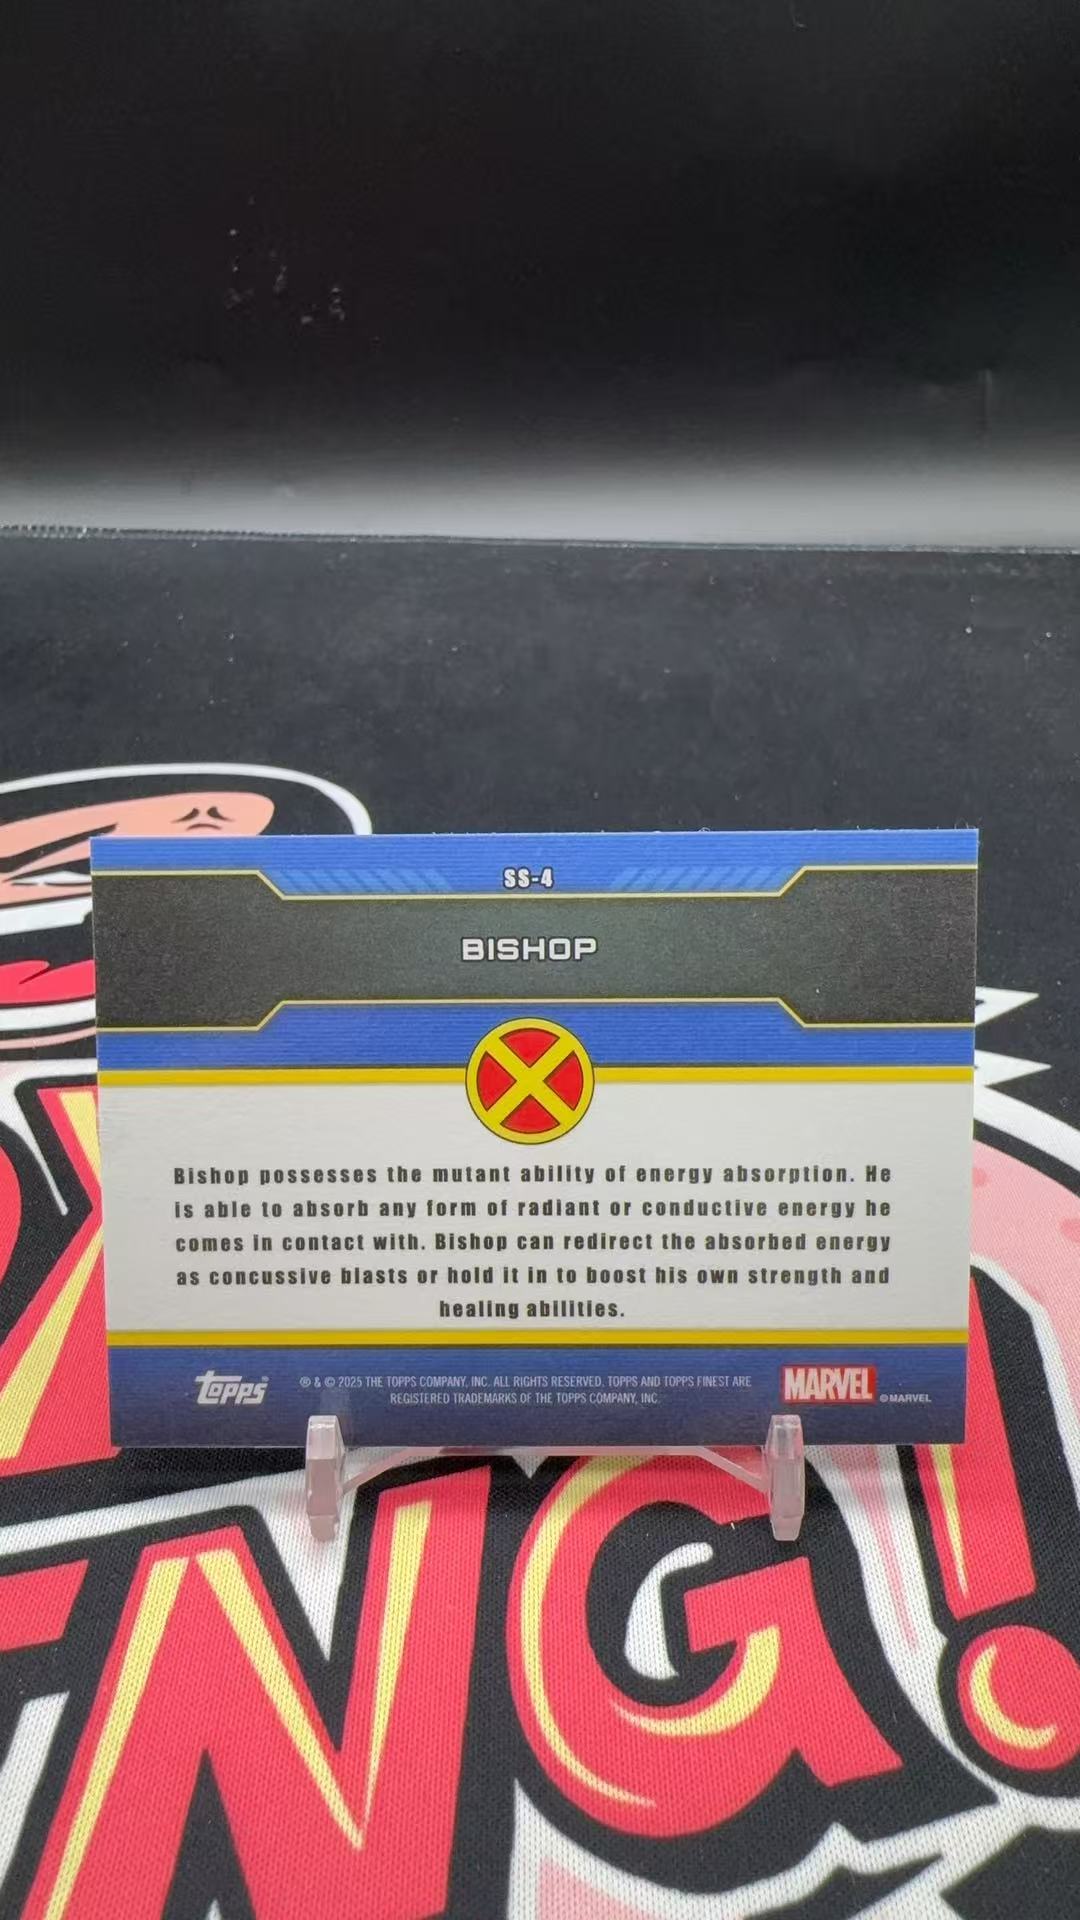 SS-4
BISHOP
Bishop possesses the mutant ability of energy absorption. He
is able to absorb any form of radiant or conductive energy he
comes in contact with. Bishop can redirect the absorbed energy
as concussive blasts or hold it in to boost his own strength and
healing abilities.
topps
® & © 2025 THE TOPPS COMPANY, INC. ALL RIGHTS RESERVED. TOPPS AND TOPPS FINEST ARE
REGISTERED TRADEMARKS OF THE TOPPS COMPANY, INC.
MARVEL
© MARVEL
NG!